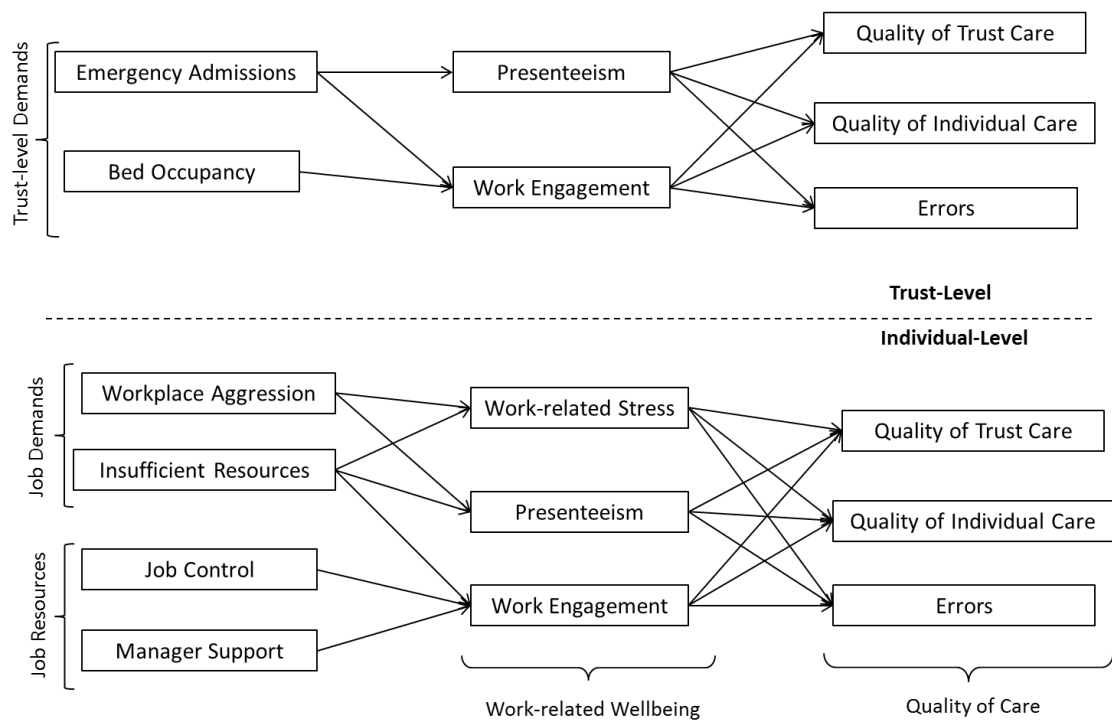 Trust-level Demands
Emergency Admissions
Bed Occupancy
Presenteeism
Work Engagement
Quality of Trust Care
Quality of Individual Care
Errors
Trust-Level
Individual-Level
Job Demands
Workplace Aggression
Insufficient Resources
Job Resources
Job Control
Manager Support
Work-related Stress
Presenteeism
Work Engagement
Quality of Trust Care
Quality of Individual Care
Errors
Work-related Wellbeing
Quality of Care